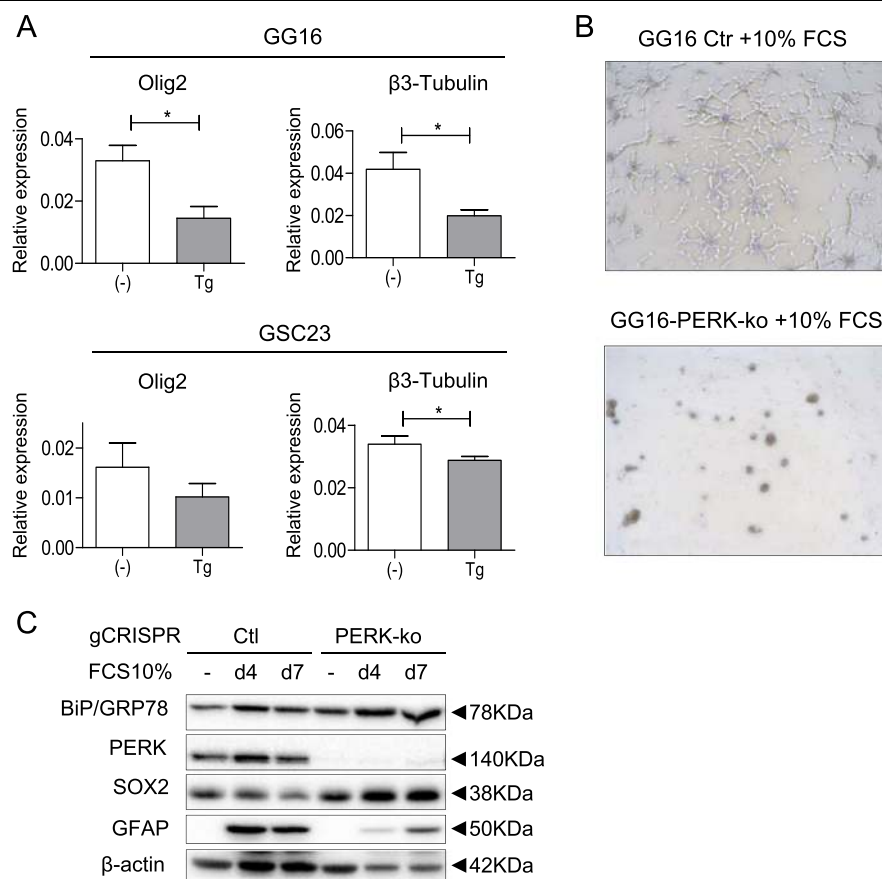 A
GG16
Olig2
*
Relative expression
0.04
0.02
0.00
(-) Tg
β3-Tubulin
*
Relative expression
0.06
0.04
0.02
0.00
(-) Tg
GSC23
Olig2
Relative expression
0.02
0.01
0.00
(-) Tg
β3-Tubulin
*
Relative expression
0.04
0.02
0.00
(-) Tg
B
GG16 Ctr +10% FCS
GG16-PERK-ko +10% FCS
C
gCRISPR Ctl PERK-ko
FCS10% - d4 d7 - d4 d7
BiP/GRP78 ◄78KDa
PERK ◄140KDa
SOX2 ◄38KDa
GFAP ◄50KDa
β-actin ◄42KDa